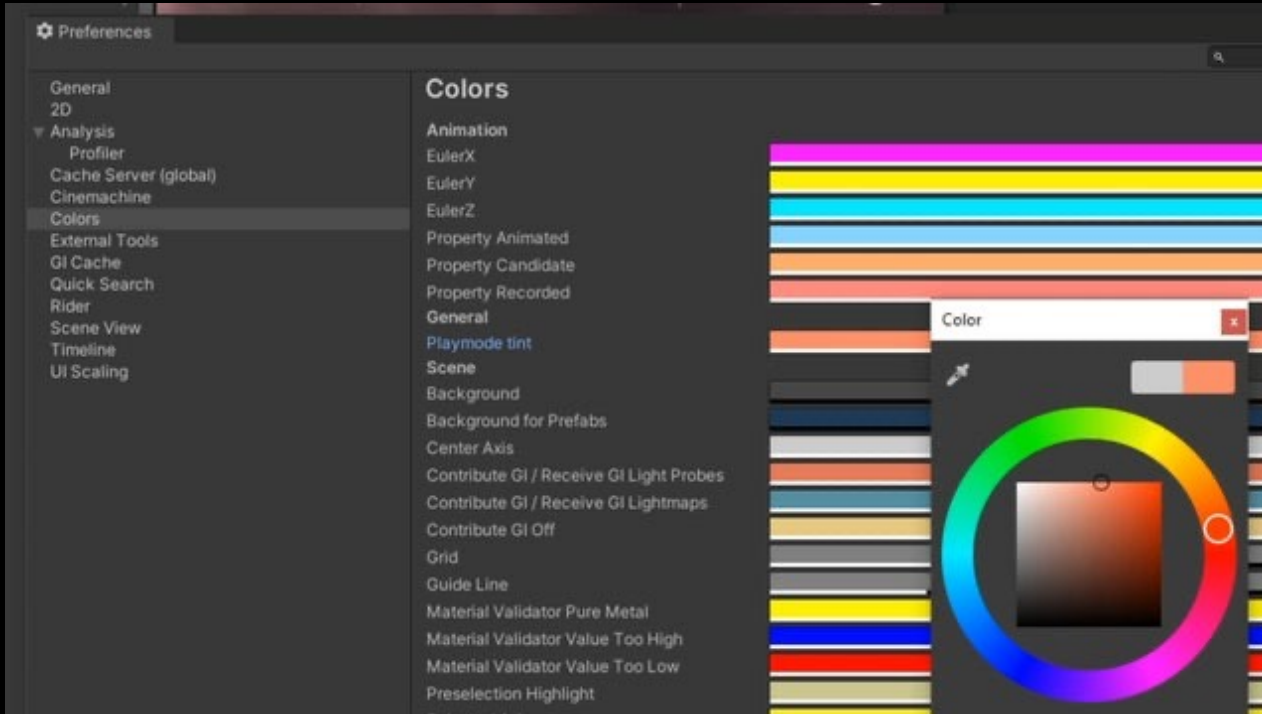 Preferences
General
2D
Analysis
Profiler
Cache Server (global)
Cinemachine
Colors
External Tools
GI Cache
Quick Search
Rider
Scene View
Timeline
UI Scaling
Colors
Animation
EulerX
EulerY
EulerZ
Property Animated
Property Candidate
Property Recorded
General
Playmode tint
Scene
Background
Background for Prefabs
Center Axis
Contribute GI / Receive GI Light Probes
Contribute GI / Receive GI Lightmaps
Contribute GI Off
Grid
Guide Line
Material Validator Pure Metal
Material Validator Value Too High
Material Validator Value Too Low
Preselection Highlight
Color
x